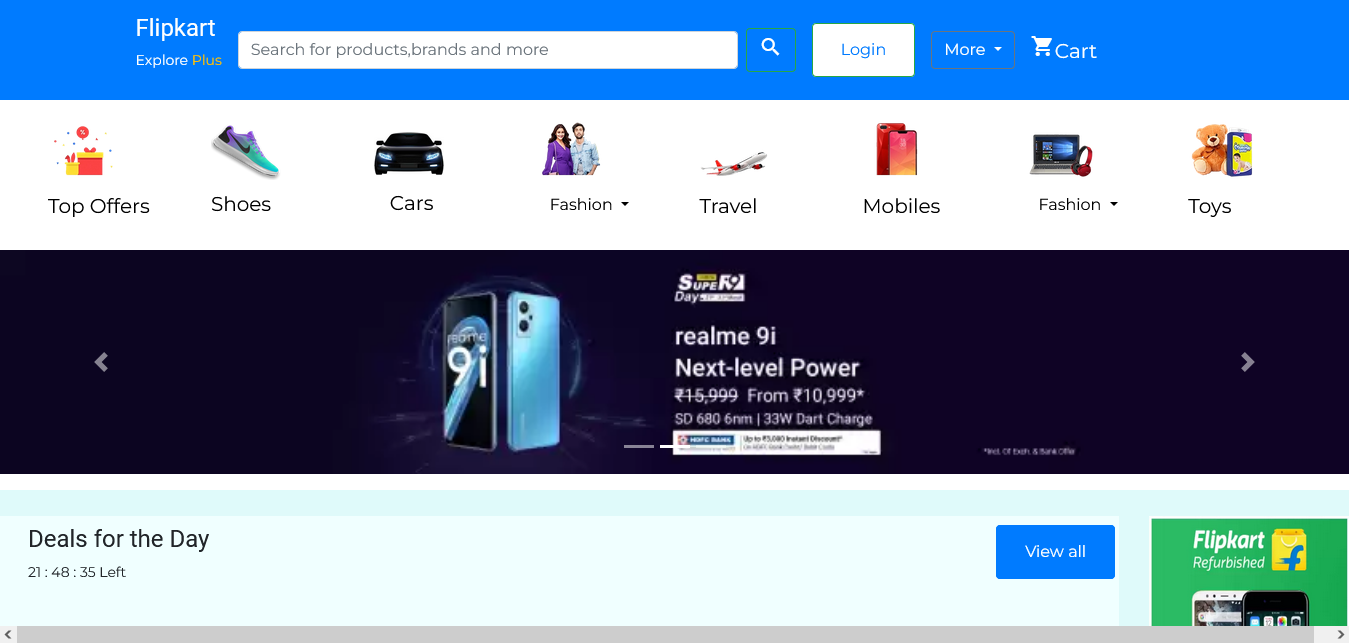 Flipkart
Explore Plus
Search for products,brands and more
Login
More
Cart
Top Offers
Shoes
Cars
Fashion
Travel
Mobiles
Fashion
Toys
SUPER
Day
realme
9i
realme 9i
Next-level Power
₹15,999 From ₹10,999*
SD 680 6nm | 33W Dart Charge
HDFC BANK
Up to ₹3,000 Instant Discount*
*Incl. Of Exch. & Bank Offer
Deals for the Day
21 : 48 : 35 Left
View all
Flipkart
Refurbished